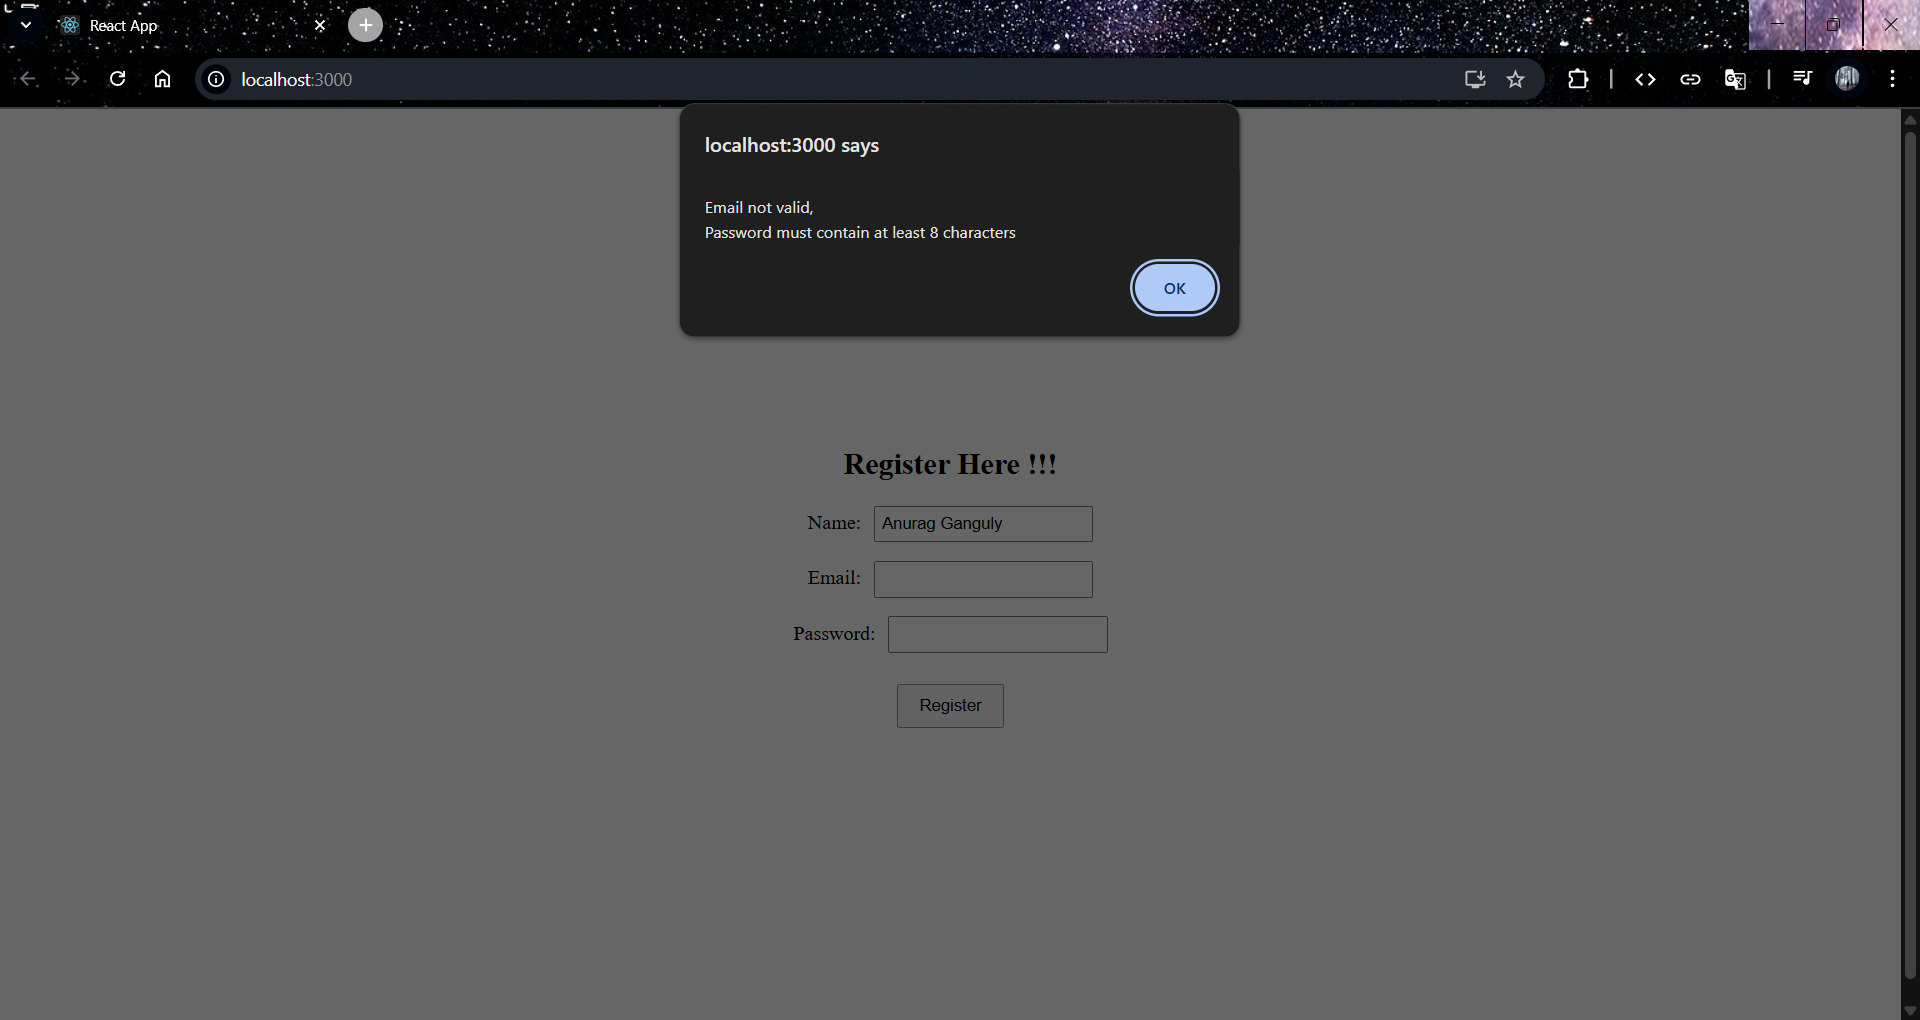 React App
localhost:3000
localhost:3000 says
Email not valid,
Password must contain at least 8 characters
OK
Register Here !!!
Name: Anurag Ganguly
Email:
Password:
Register